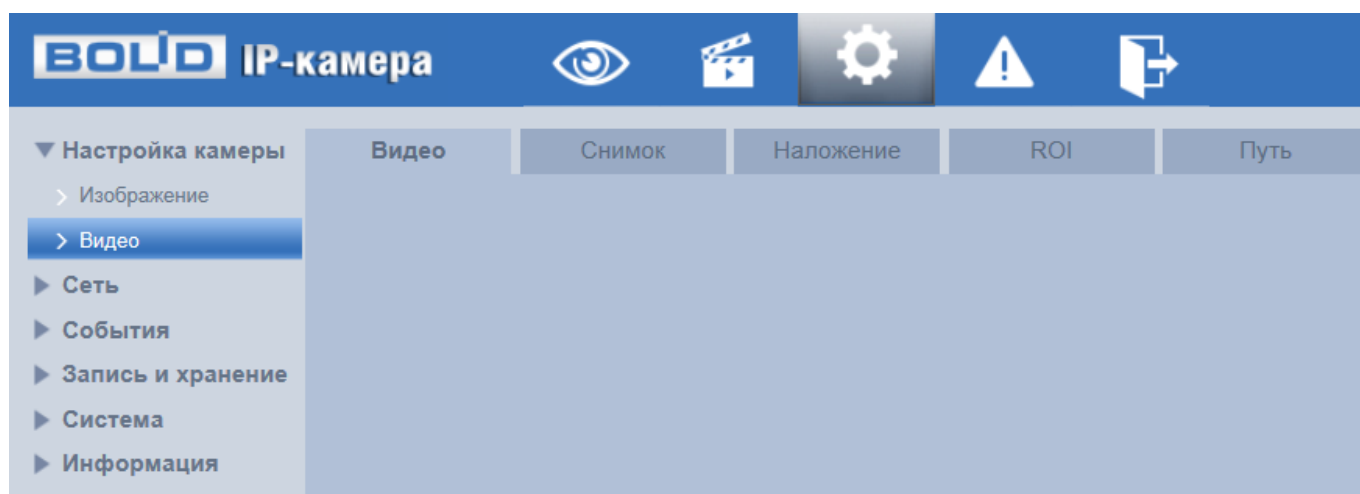 BOLID IP-камера
Настройка камеры
Видео
Снимок
Наложение
ROI
Путь
Изображение
Видео
Сеть
События
Запись и хранение
Система
Информация